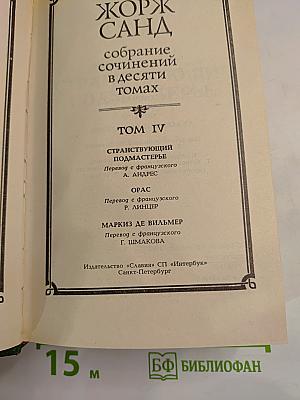 ЖОРЖ
САНД
собрание
сочинений
в десяти
томах
ТОМ IV
СТРАНСТВУЮЩИЙ
ПОДМАСТЕРЬЕ
Перевод с французского
А. АНДРЕС
ОРАС
Перевод с французского
Р. ЛИНЦЕР
МАРКИЗ ДЕ ВИЛЬМЕР
Перевод с французского
Г. ШМАКОВА
Издательство «Славия» СП «Интербук»
Санкт-Петербург
15 м
БФ БИБЛИОФАН